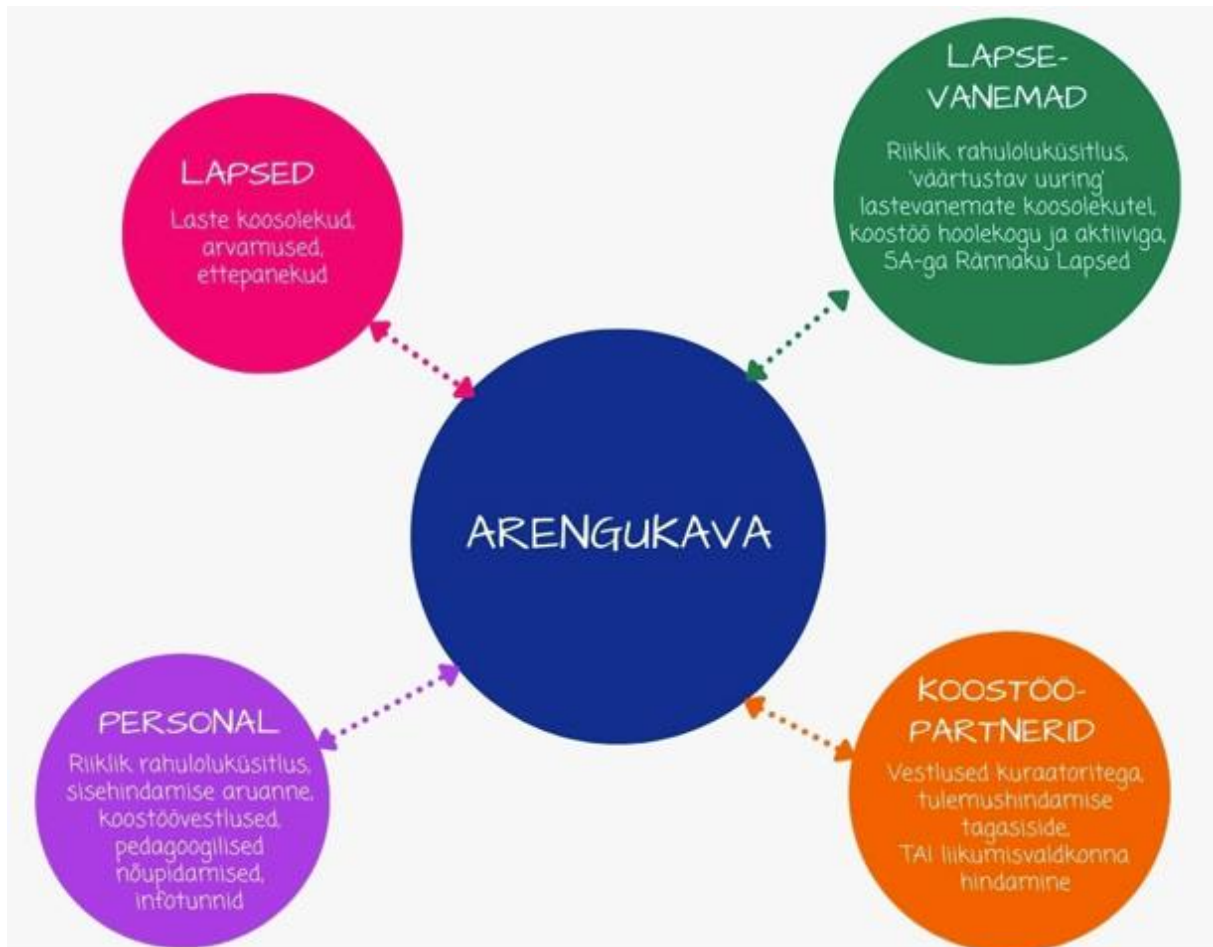 LAPSED
Laste koosolekud,
arvamused,
ettepanekud
LAPSE-
VANEMAD
Riiklik rahuloluküsitlus,
'väärtustav uuring'
lastevanemate koosolekutel,
koostöö hoolekogu ja aktiiviga,
SA-ga Rännaku Lapsed
ARENGUKAVA
PERSONAL
Riiklik rahuloluküsitlus,
sisehindamise aruanne,
koostöövestlused,
pedagoogilised
nõupidamised,
infotunnid
KOOSTÖÖ-
PARTNERID
Vestlused kuraatoritega,
tulemushindamise
tagasiside,
TAI liikumisvaldkonna
hindamine